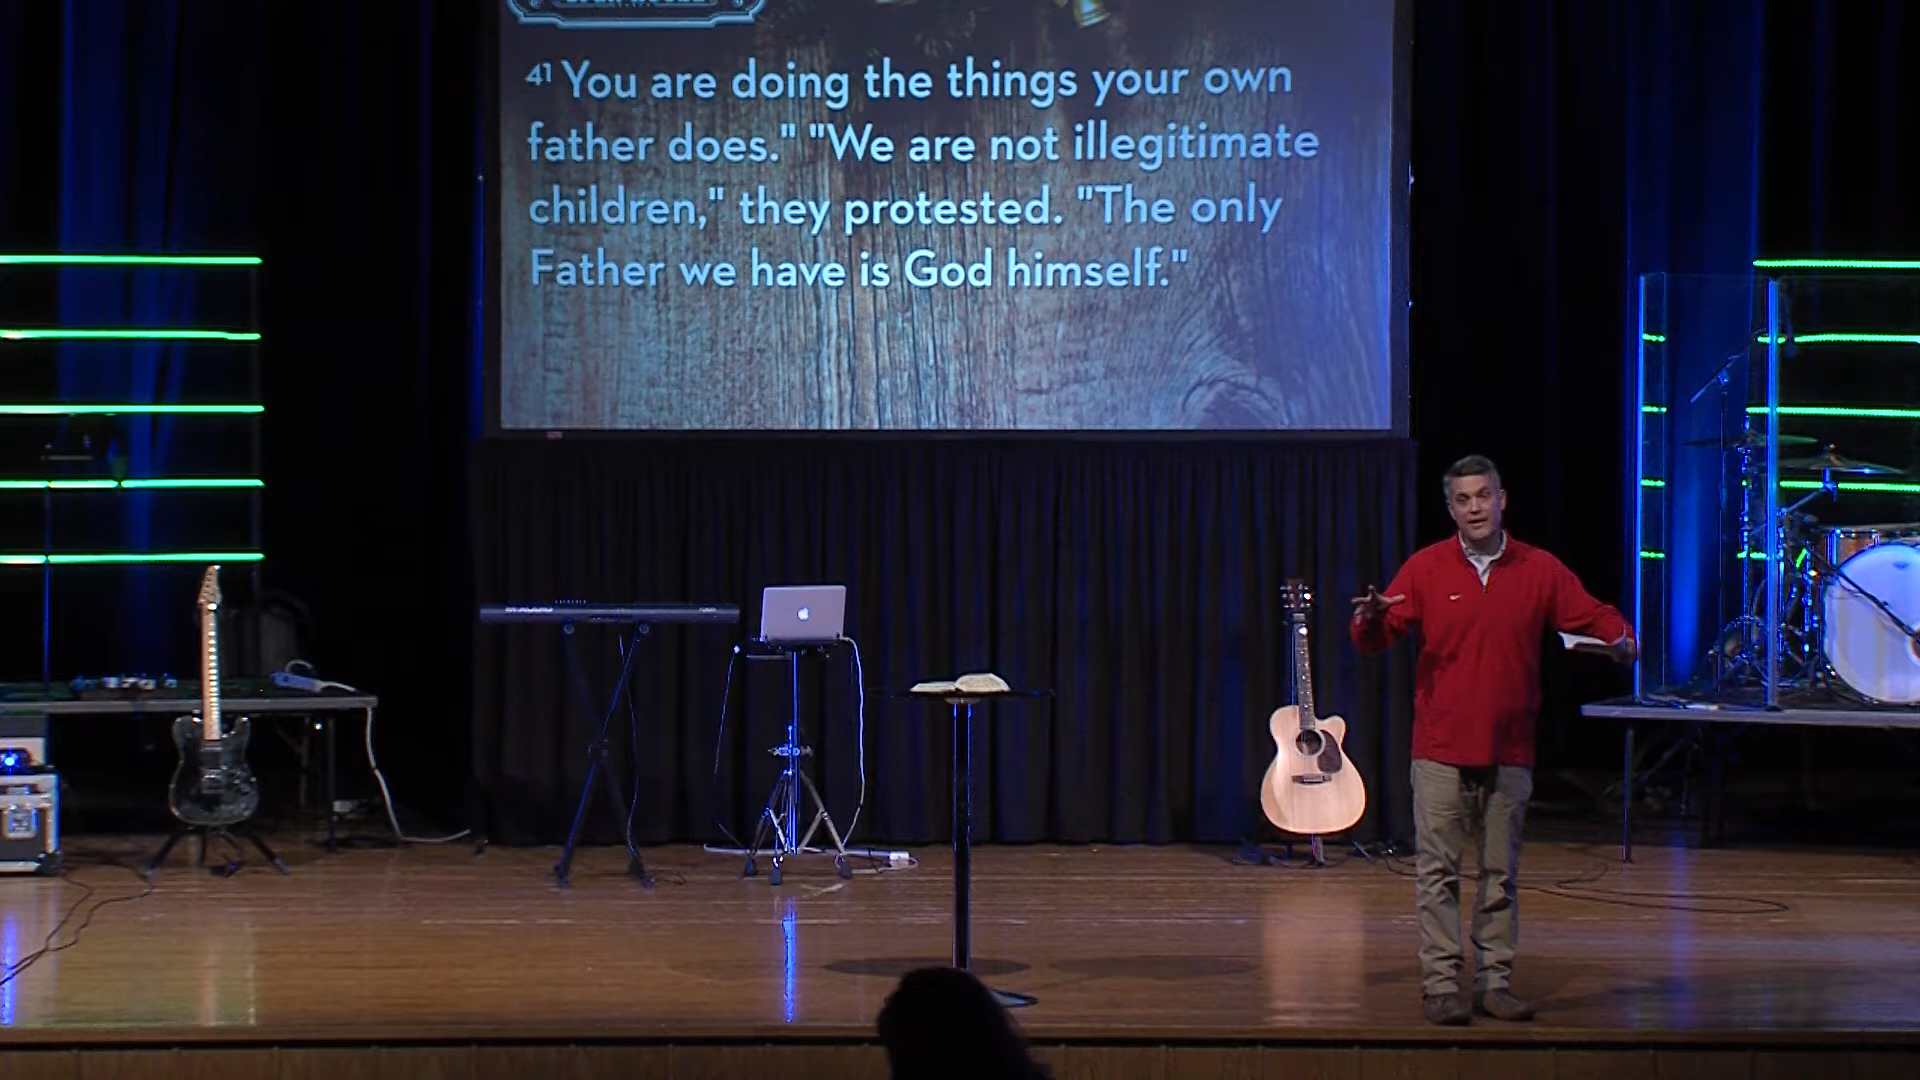 41 You are doing the things your own
father does." "We are not illegitimate
children," they protested. "The only
Father we have is God himself."